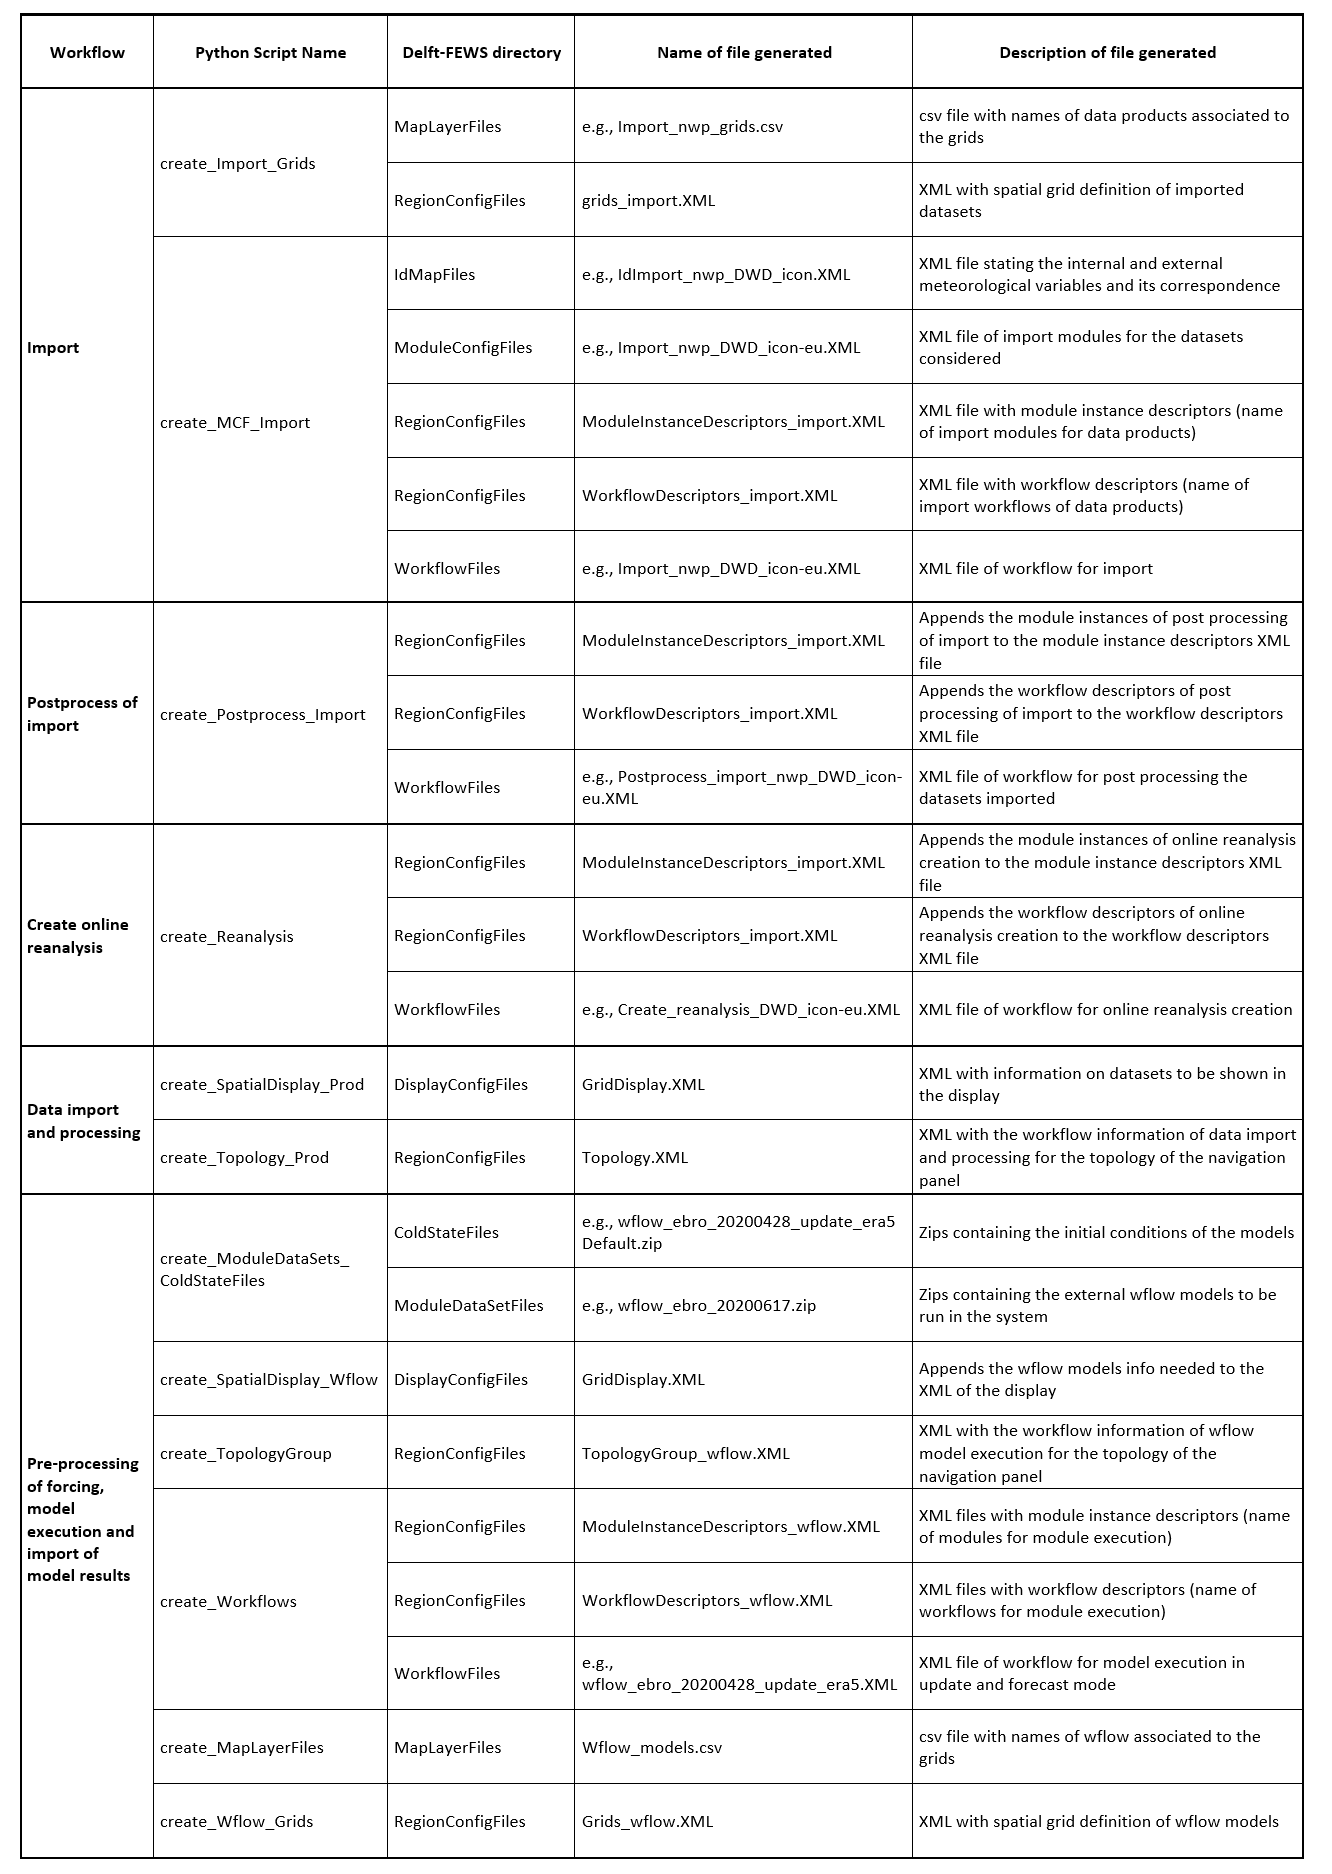 Workflow
Python Script Name
Delft-FEWS directory
Name of file generated
Description of file generated
Import
create_Import_Grids
MapLayerFiles
e.g., Import_nwp_grids.csv
csv file with names of data products associated to
the grids
RegionConfigFiles
grids_import.XML
XML with spatial grid definition of imported
datasets
create_MCF_Import
IdMapFiles
e.g., IdImport_nwp_DWD_icon.XML
XML file stating the internal and external
meteorological variables and its correspondence
ModuleConfigFiles
e.g., Import_nwp_DWD_icon-eu.XML
XML file of import modules for the datasets
considered
RegionConfigFiles
ModuleInstanceDescriptors_import.XML
XML file with module instance descriptors (name
of import modules for data products)
RegionConfigFiles
WorkflowDescriptors_import.XML
XML file with workflow descriptors (name of
import workflows of data products)
WorkflowFiles
e.g., Import_nwp_DWD_icon-eu.XML
XML file of workflow for import
Postprocess of
import
create_Postprocess_Import
RegionConfigFiles
ModuleInstanceDescriptors_import.XML
Appends the module instances of post processing
of import to the module instance descriptors XML
file
RegionConfigFiles
WorkflowDescriptors_import.XML
Appends the workflow descriptors of post
processing of import to the workflow descriptors
XML file
WorkflowFiles
e.g., Postprocess_import_nwp_DWD_icon-
eu.XML
XML file of workflow for post processing the
datasets imported
Create online
reanalysis
create_Reanalysis
RegionConfigFiles
ModuleInstanceDescriptors_import.XML
Appends the module instances of online reanalysis
creation to the module instance descriptors XML
file
RegionConfigFiles
WorkflowDescriptors_import.XML
Appends the workflow descriptors of online
reanalysis creation to the workflow descriptors
XML file
WorkflowFiles
e.g., Create_reanalysis_DWD_icon-eu.XML
XML file of workflow for online reanalysis creation
Data import
and processing
create_SpatialDisplay_Prod
DisplayConfigFiles
GridDisplay.XML
XML with information on datasets to be shown in
the display
create_Topology_Prod
RegionConfigFiles
Topology.XML
XML with the workflow information of data import
and processing for the topology of the navigation
panel
Pre-processing
of forcing,
model
execution and
import of
model results
create_ModuleDataSets_
ColdStateFiles
ColdStateFiles
e.g., wflow_ebro_20200428_update_era5
Default.zip
Zips containing the initial conditions of the models
ModuleDataSetFiles
e.g., wflow_ebro_20200617.zip
Zips containing the external wflow models to be
run in the system
create_SpatialDisplay_Wflow
DisplayConfigFiles
GridDisplay.XML
Appends the wflow models info needed to the
XML of the display
create_TopologyGroup
RegionConfigFiles
TopologyGroup_wflow.XML
XML with the workflow information of wflow
model execution for the topology of the
navigation panel
create_Workflows
RegionConfigFiles
ModuleInstanceDescriptors_wflow.XML
XML files with module instance descriptors (name
of modules for module execution)
RegionConfigFiles
WorkflowDescriptors_wflow.XML
XML files with workflow descriptors (name of
workflows for module execution)
WorkflowFiles
e.g.,
wflow_ebro_20200428_update_era5.XML
XML file of workflow for model execution in
update and forecast mode
create_MapLayerFiles
MapLayerFiles
Wflow_models.csv
csv file with names of wflow associated to the
grids
create_Wflow_Grids
RegionConfigFiles
Grids_wflow.XML
XML with spatial grid definition of wflow models